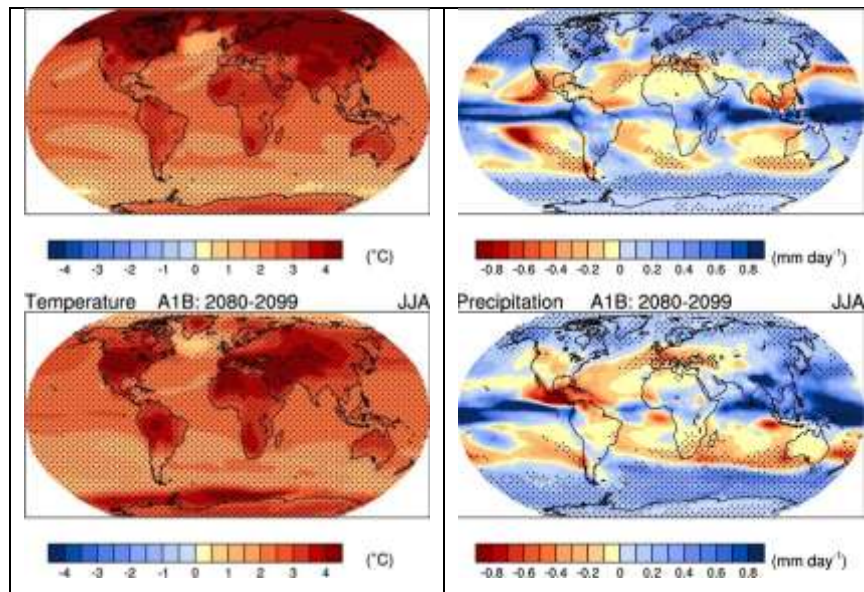 -4 -3 -2 -1 0 1 2 3 4 (°C)
-0.8 -0.6 -0.4 -0.2 0 0.2 0.4 0.6 0.8 (mm day⁻¹)
Temperature A1B: 2080-2099 JJA
Precipitation A1B: 2080-2099 JJA
-4 -3 -2 -1 0 1 2 3 4 (°C)
-0.8 -0.6 -0.4 -0.2 0 0.2 0.4 0.6 0.8 (mm day⁻¹)